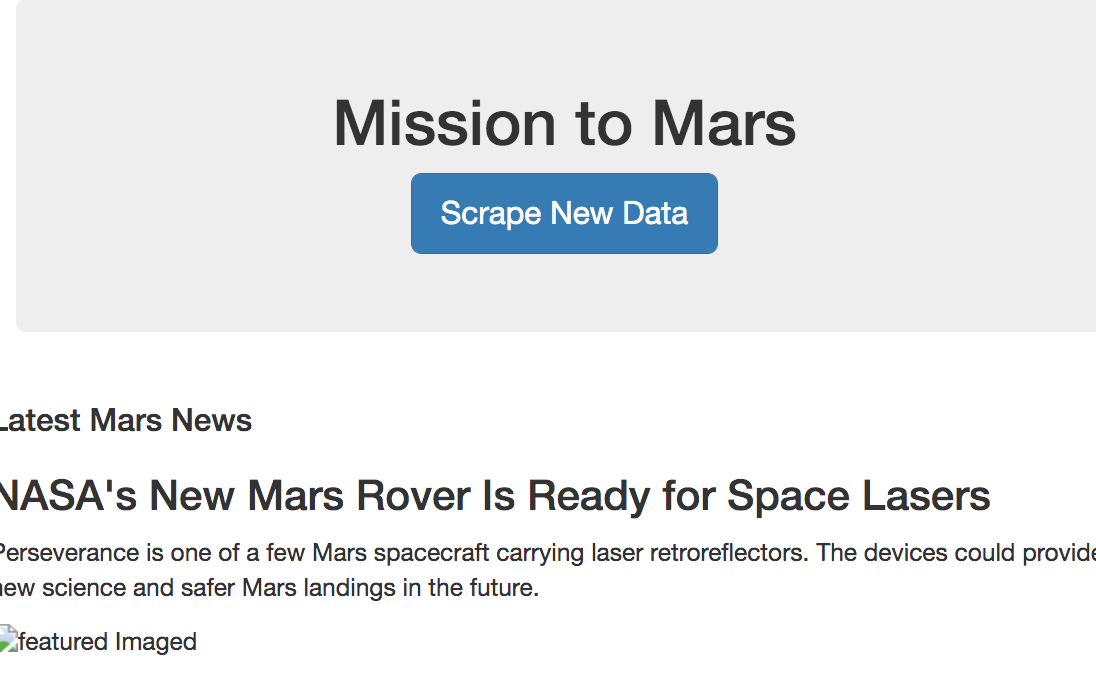 Mission to Mars
Scrape New Data
Latest Mars News
NASA's New Mars Rover Is Ready for Space Lasers
Perseverance is one of a few Mars spacecraft carrying laser retroreflectors. The devices could provide
new science and safer Mars landings in the future.
featured Imaged